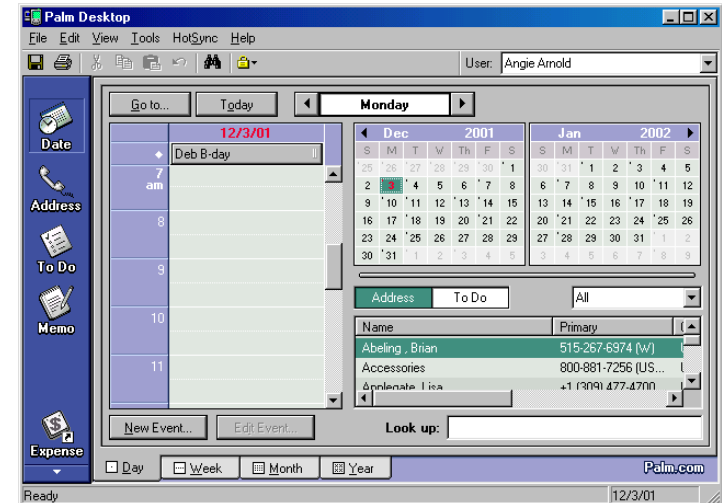 Palm Desktop
File Edit View Tools HotSync Help
User: Angie Arnold
Go to... Today Monday
12/3/01
Deb B-day
7 am
8
9
10
11
Date
Address
To Do
Memo
Expense
Dec 2001
S M T W Th F S
25 26 27 28 29 30 1
2 3 4 5 6 7 8
9 10 11 12 13 14 15
16 17 18 19 20 21 22
23 24 25 26 27 28 29
30 31 1 2 3 4 5
Jan 2002
S M T W Th F S
30 31 1 2 3 4 5
6 7 8 9 10 11 12
13 14 15 16 17 18 19
20 21 22 23 24 25 26
27 28 29 30 31 1 2
3 4 5 6 7 8 9
Address To Do All
Name Primary
Abeling , Brian 515-267-6974 (W)
Accessories 800-881-7256 (US...
Applegate, Lisa +1 (309) 477-4700
New Event... Edit Event... Look up:
Day Week Month Year Palm.com
Ready 12/3/01